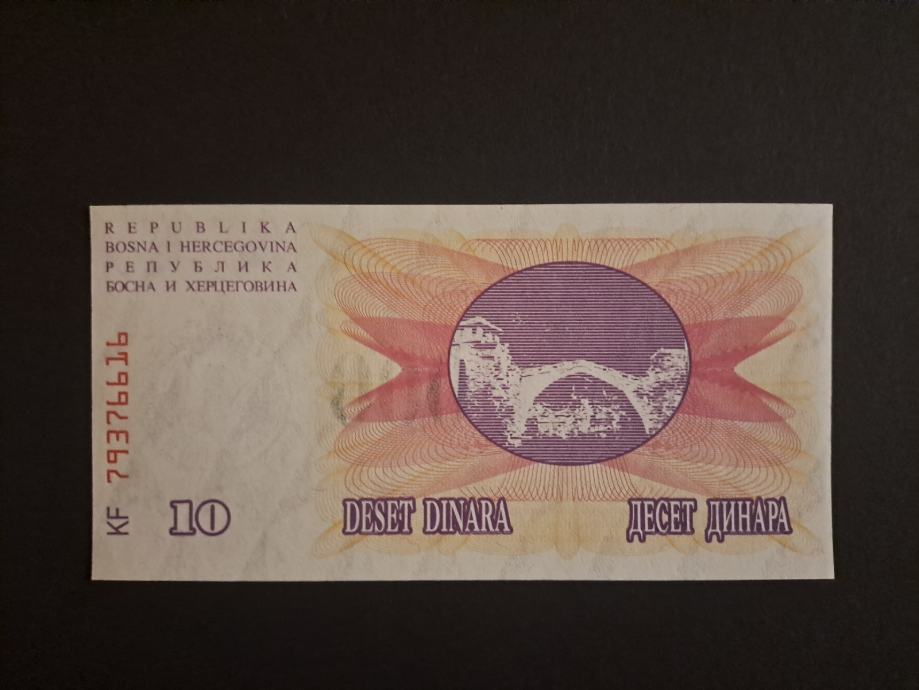 REPUBLIKA
BOSNA I HERCEGOVINA
РЕПУБЛИКА
БОСНА И ХЕРЦЕГОВИНА
KF 79376616
10
DESET DINARA
ДЕСЕТ ДИНАРА